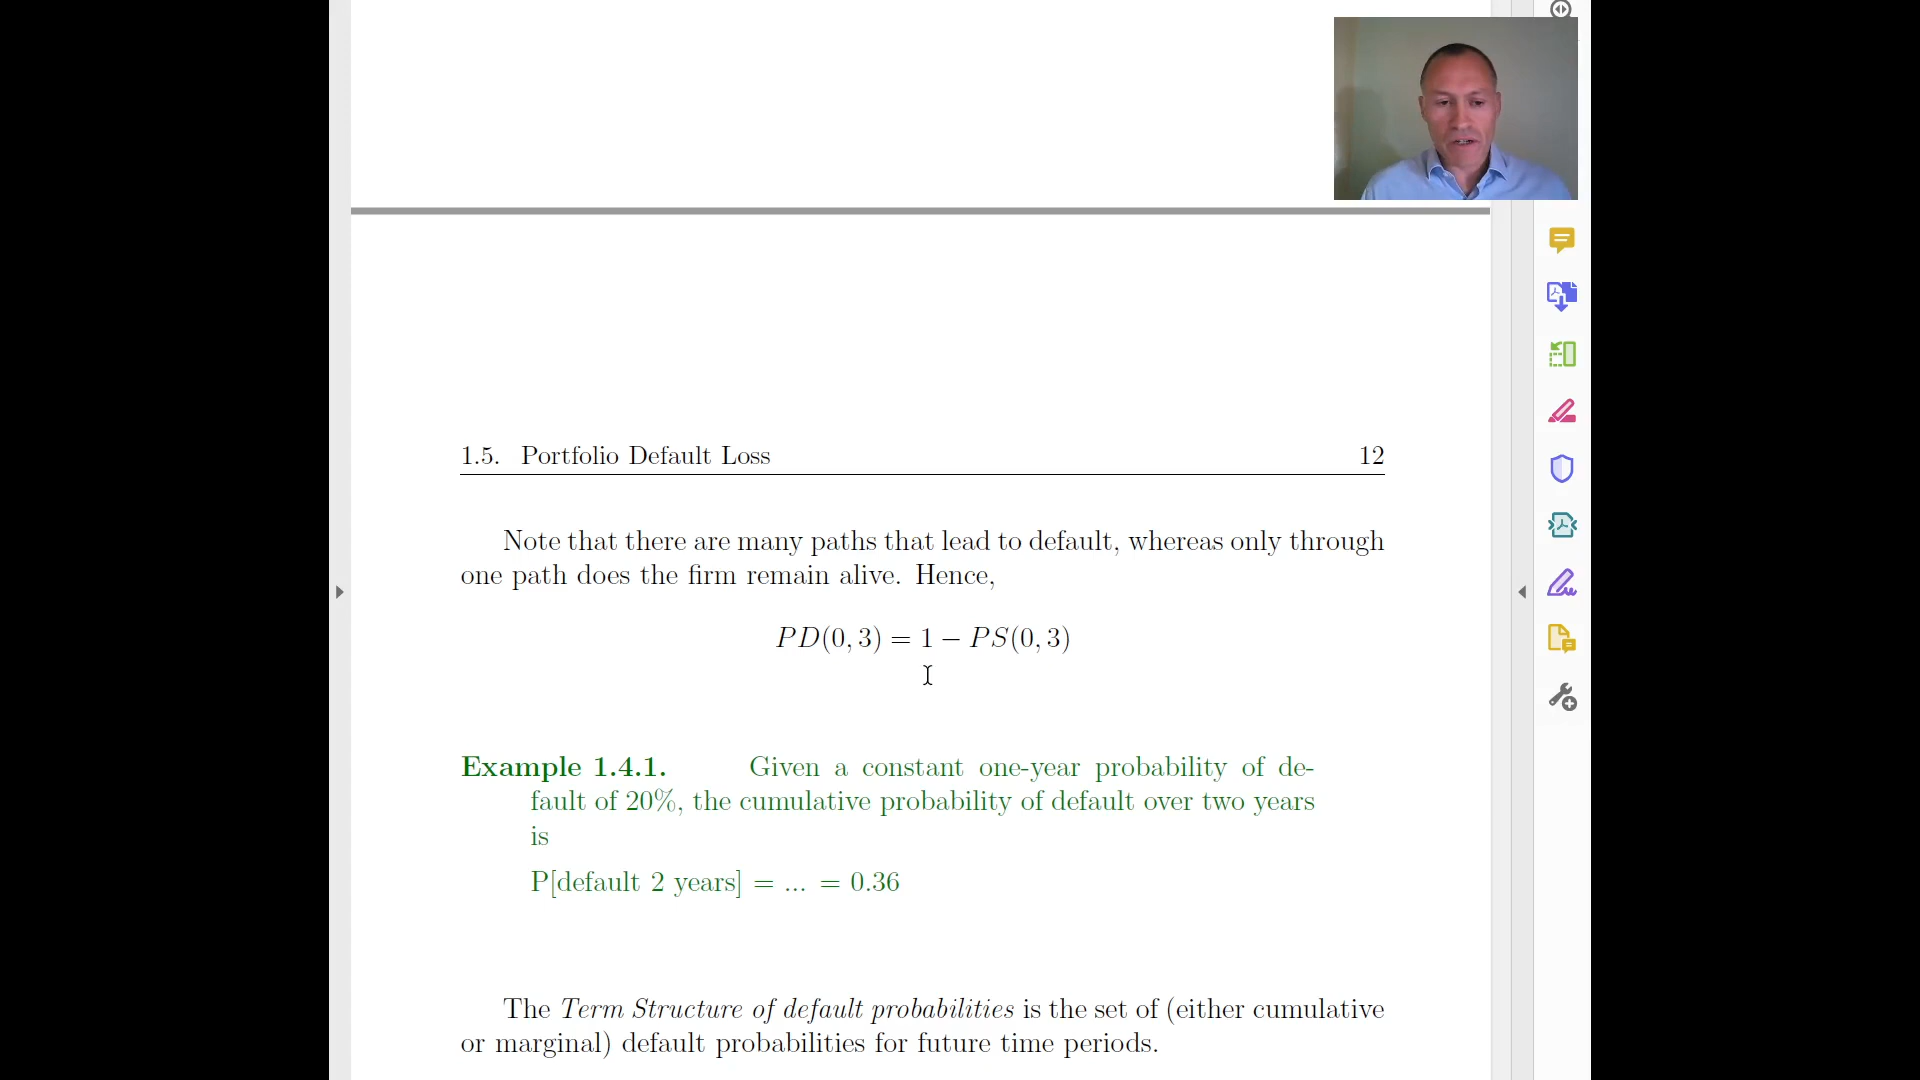 1.5. Portfolio Default Loss 12
Note that there are many paths that lead to default, whereas only through
one path does the firm remain alive. Hence,
PD(0, 3) = 1 − PS(0, 3)
Example 1.4.1. Given a constant one-year probability of de-
fault of 20%, the cumulative probability of default over two years
is
P[default 2 years] = ... = 0.36
The Term Structure of default probabilities is the set of (either cumulative
or marginal) default probabilities for future time periods.